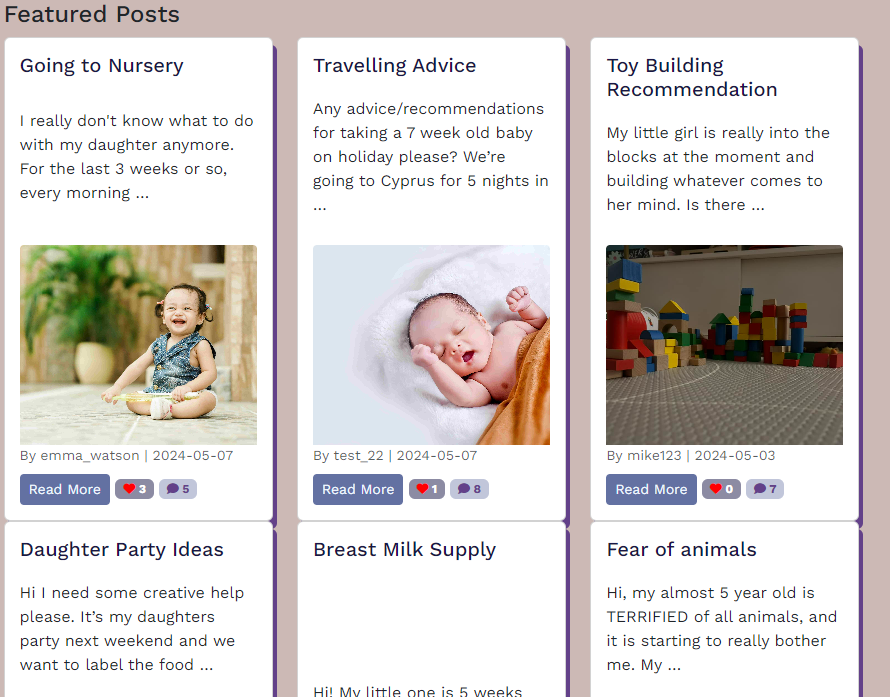 Featured Posts
Going to Nursery
I really don't know what to do
with my daughter anymore.
For the last 3 weeks or so,
every morning ...
By emma_watson | 2024-05-07
Read More 3 5
Travelling Advice
Any advice/recommendations
for taking a 7 week old baby
on holiday please? We’re
going to Cyprus for 5 nights in
...
By test_22 | 2024-05-07
Read More 1 8
Toy Building
Recommendation
My little girl is really into the
blocks at the moment and
building whatever comes to
her mind. Is there ...
By mike123 | 2024-05-03
Read More 0 7
Daughter Party Ideas
Hi I need some creative help
please. It’s my daughters
party next weekend and we
want to label the food ...
Breast Milk Supply
Hi! My little one is 5 weeks
Fear of animals
Hi, my almost 5 year old is
TERRIFIED of all animals, and
it is starting to really bother
me. My ...